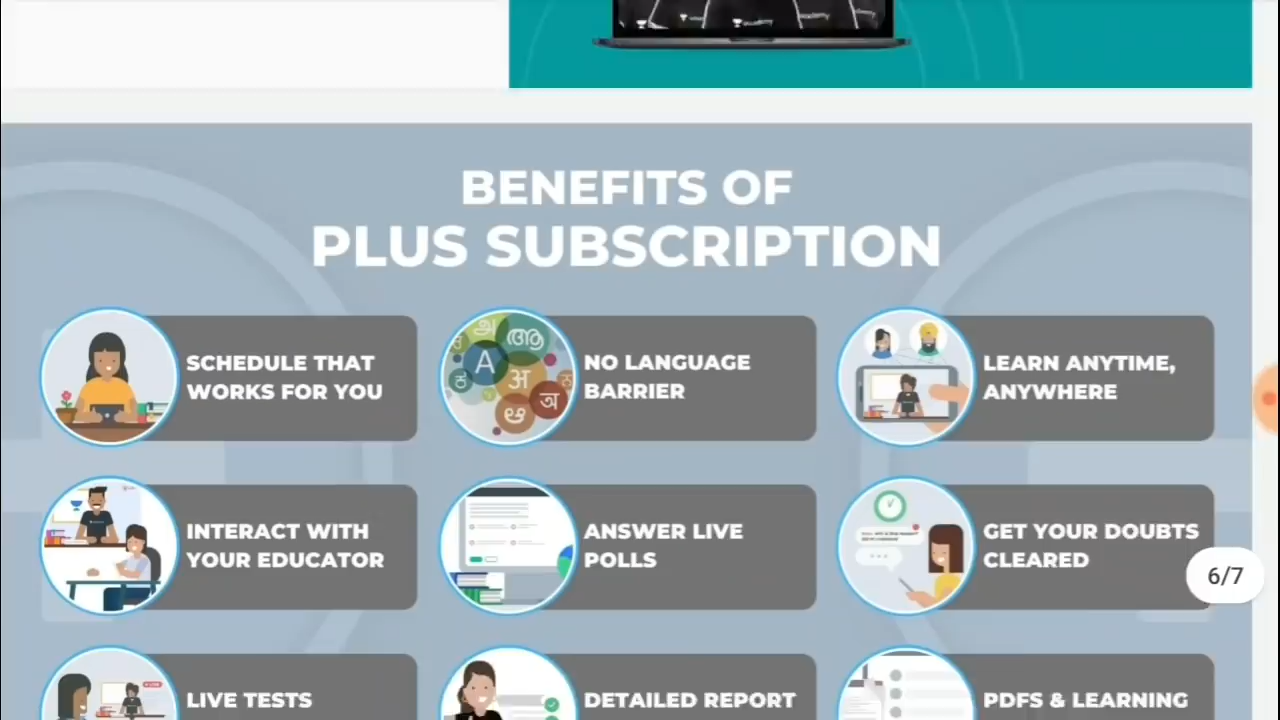 BENEFITS OF
PLUS SUBSCRIPTION
SCHEDULE THAT
WORKS FOR YOU
NO LANGUAGE
BARRIER
LEARN ANYTIME,
ANYWHERE
அ
ആ
A
अ
অ
INTERACT WITH
YOUR EDUCATOR
ANSWER LIVE
POLLS
GET YOUR DOUBTS
CLEARED
6/7
LIVE TESTS
DETAILED REPORT
PDFS & LEARNING